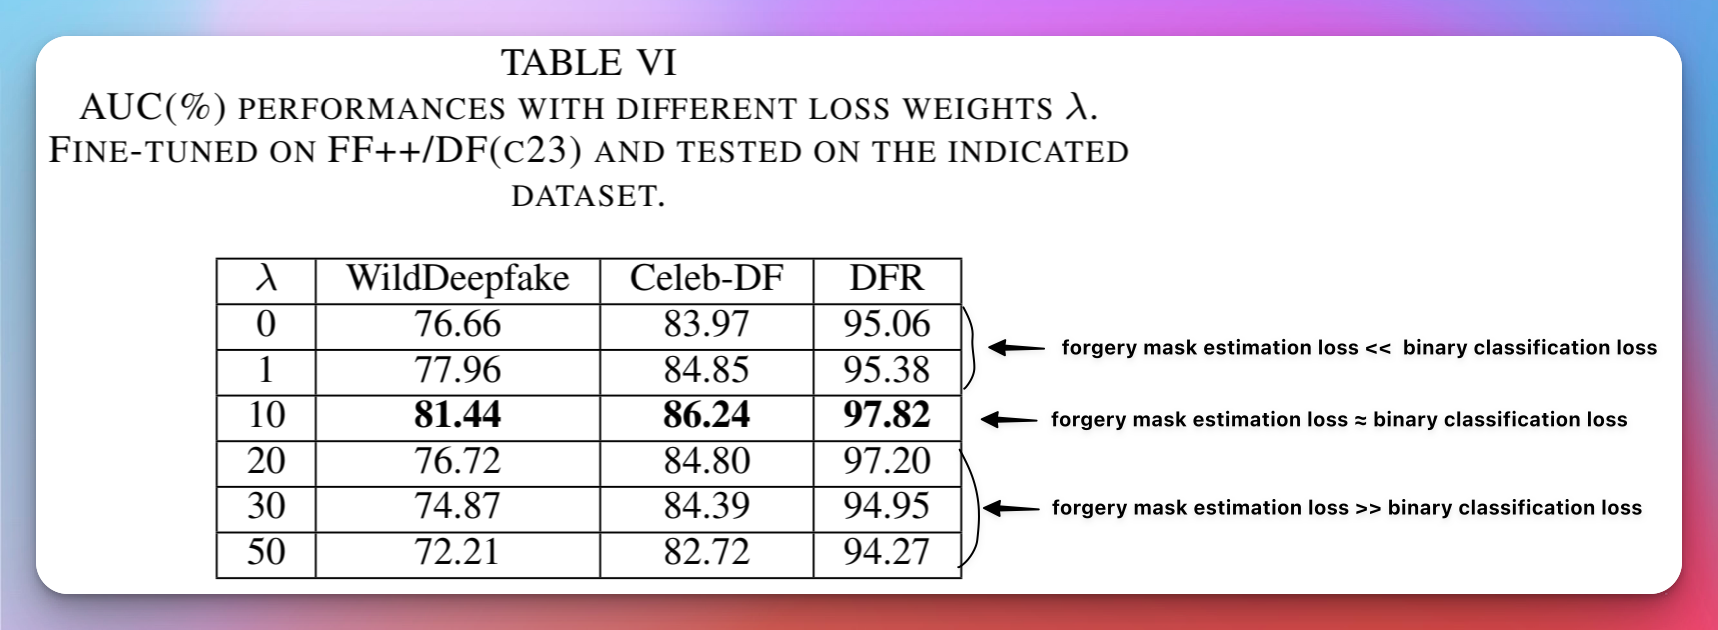 TABLE VI
AUC(%) PERFORMANCES WITH DIFFERENT LOSS WEIGHTS λ.
FINE-TUNED ON FF++/DF(C23) AND TESTED ON THE INDICATED
DATASET.
λ WildDeepfake Celeb-DF DFR
0 76.66 83.97 95.06
forgery mask estimation loss << binary classification loss
1 77.96 84.85 95.38
10 81.44 86.24 97.82
forgery mask estimation loss ≈ binary classification loss
20 76.72 84.80 97.20
30 74.87 84.39 94.95
forgery mask estimation loss >> binary classification loss
50 72.21 82.72 94.27